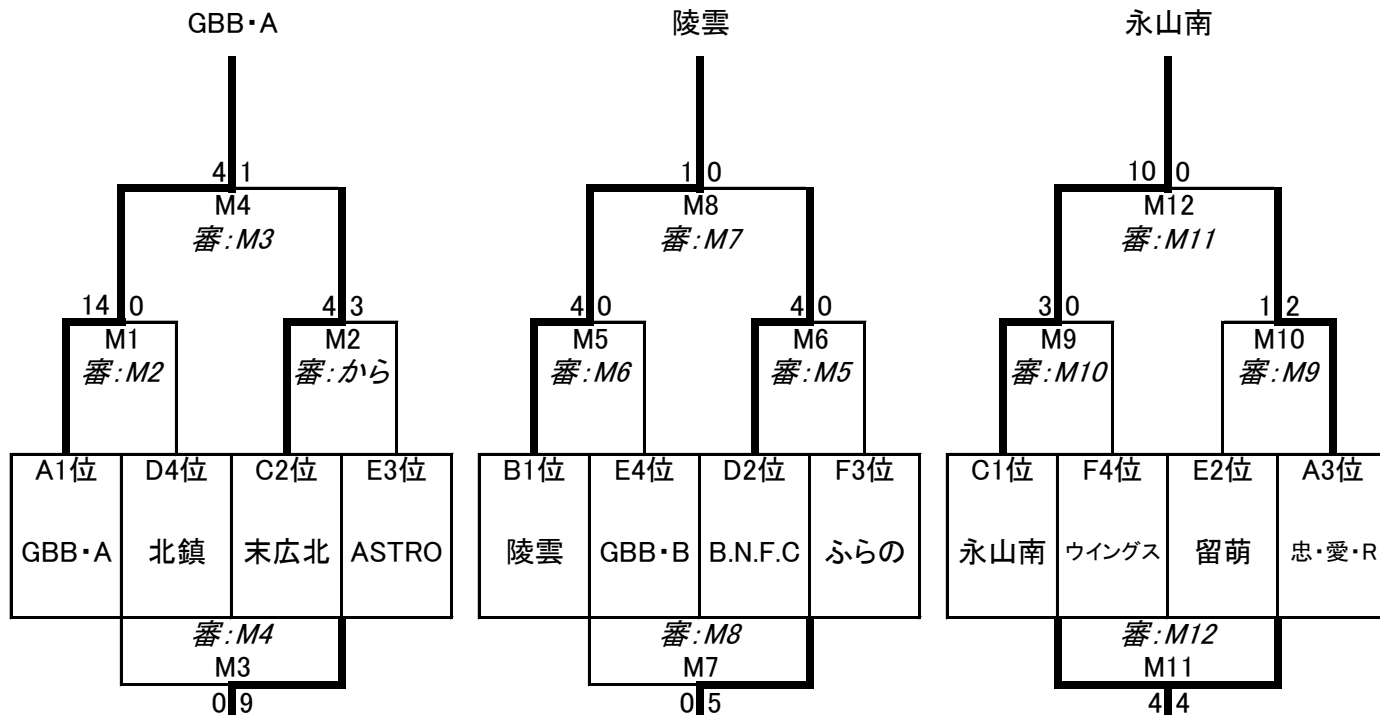 GBB・A
陵雲
永山南
4 1
1 0
10 0
M4
M8
M12
審:M3
審:M7
審:M11
14 0
4 3
4 0
4 0
3 0
1 2
M1
M2
M5
M6
M9
M10
審:M2
審:から
審:M6
審:M5
審:M10
審:M9
A1位
D4位
C2位
E3位
B1位
E4位
D2位
F3位
C1位
F4位
E2位
A3位
GBB・A
北鎮
末広北
ASTRO
陵雲
GBB・B
B.N.F.C
ふらの
永山南
ウイングス
留萌
忠・愛・R
審:M4
審:M8
審:M12
M3
M7
M11
0 9
0 5
4 4